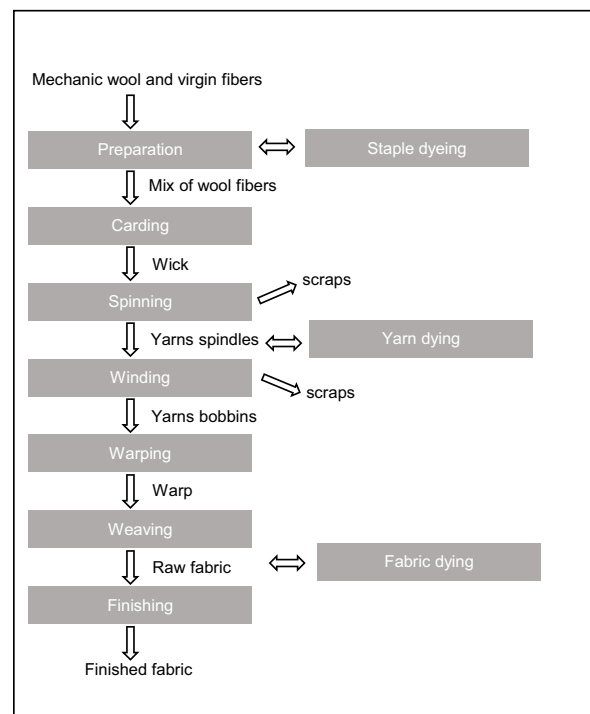 Mechanic wool and virgin fibers
Preparation
Staple dyeing
Mix of wool fibers
Carding
Wick
scraps
Spinning
Yarns spindles
Yarn dying
Winding
scraps
Yarns bobbins
Warping
Warp
Weaving
Raw fabric
Fabric dying
Finishing
Finished fabric